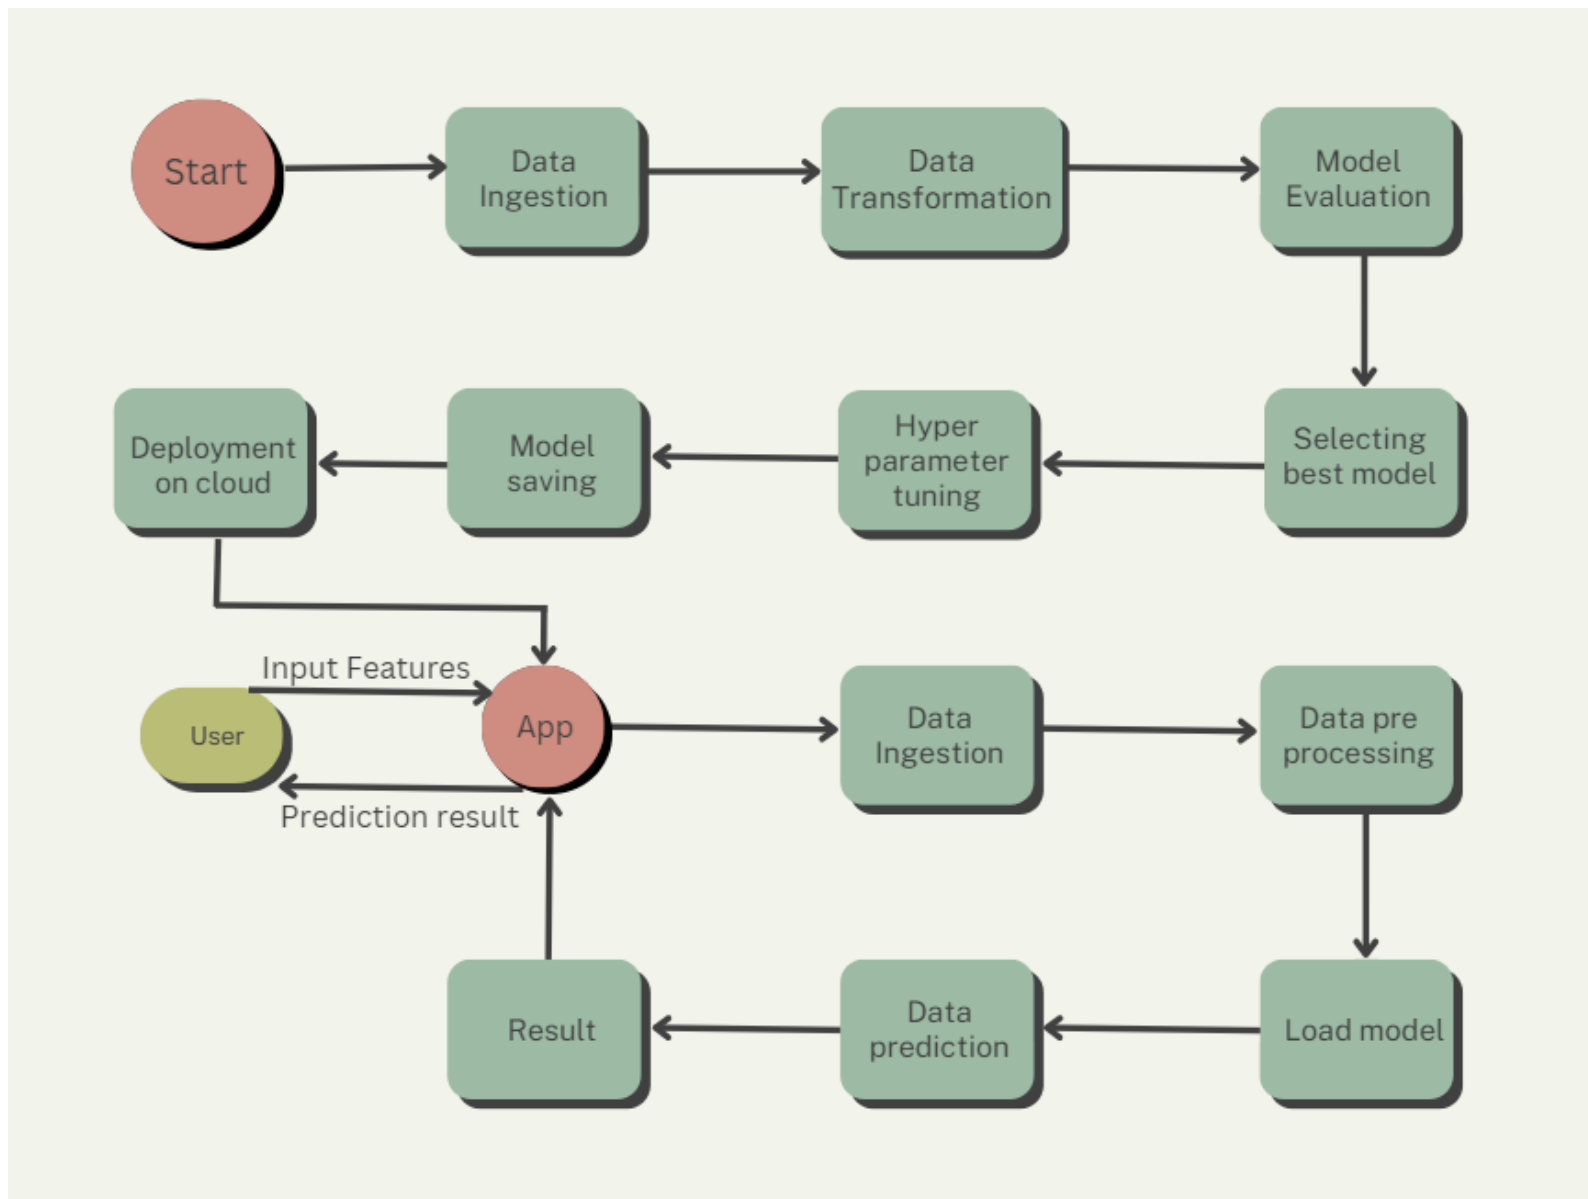 Start
Data
Ingestion
Data
Transformation
Model
Evaluation
Deployment
on cloud
Model
saving
Hyper
parameter
tuning
Selecting
best model
Input Features
User
App
Prediction result
Data
Ingestion
Data pre
processing
Result
Data
prediction
Load model